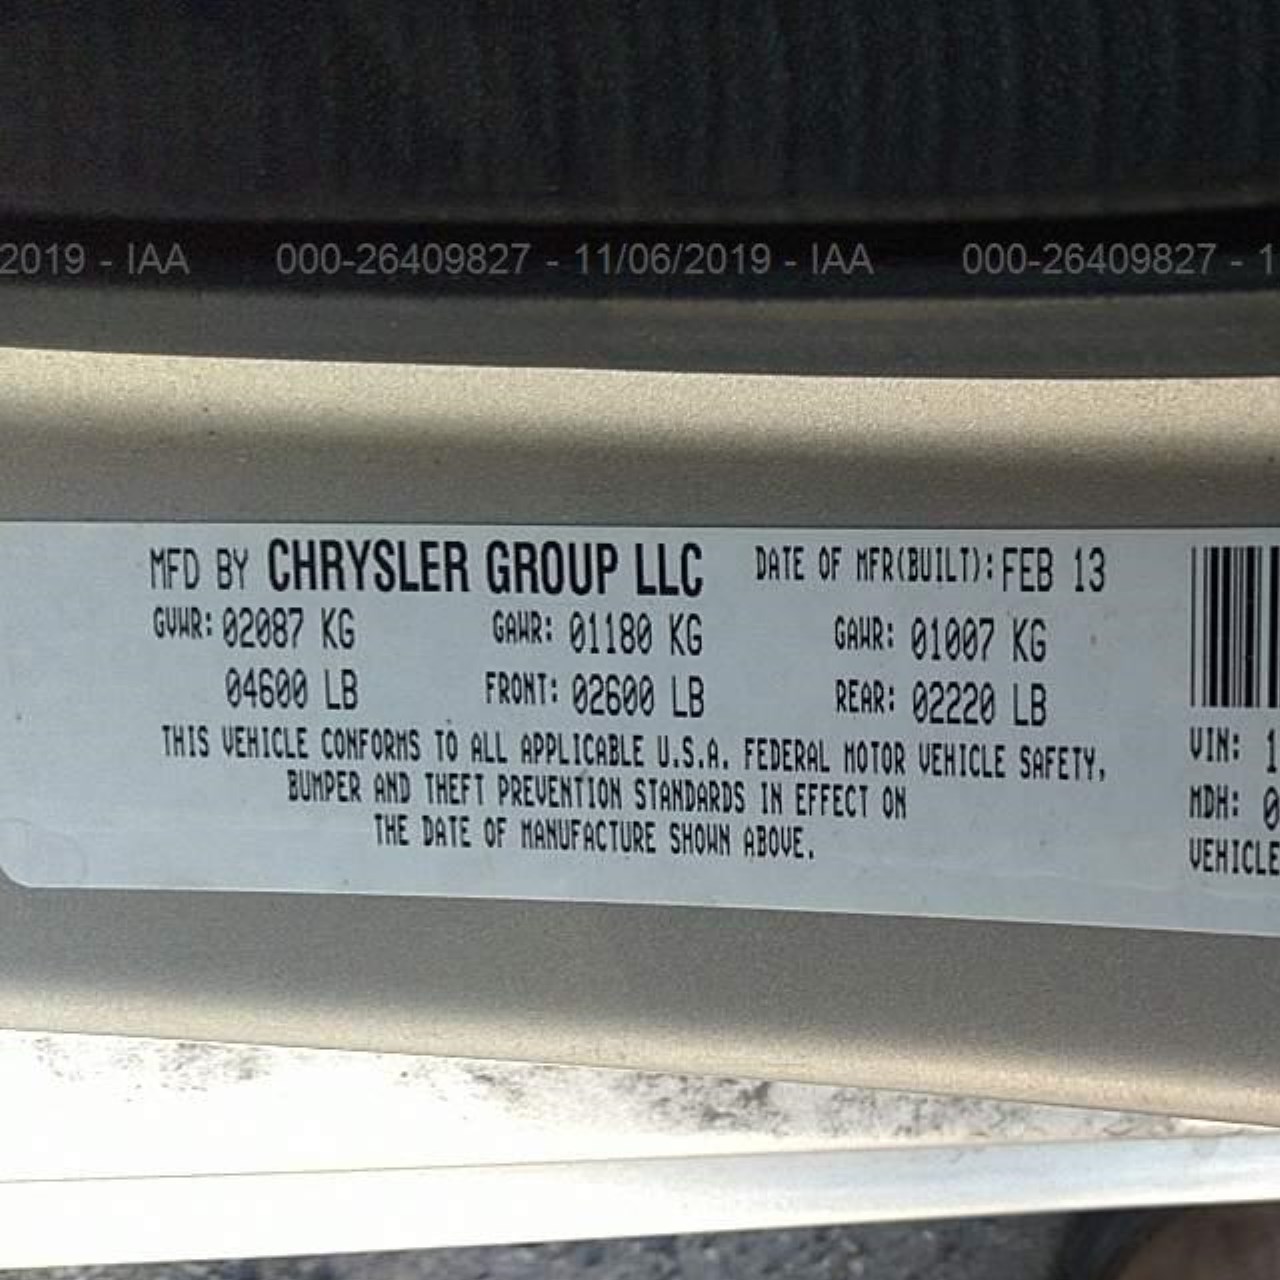 2019 - IAA 000-26409827 - 11/06/2019 - IAA 000-26409827 - 1
MFD BY CHRYSLER GROUP LLC DATE OF MFR(BUILT): FEB 13
GVWR: 02087 KG GAWR: 01180 KG GAWR: 01007 KG
04600 LB FRONT: 02600 LB REAR: 02220 LB
THIS VEHICLE CONFORMS TO ALL APPLICABLE U.S.A. FEDERAL MOTOR VEHICLE SAFETY,
BUMPER AND THEFT PREVENTION STANDARDS IN EFFECT ON
THE DATE OF MANUFACTURE SHOWN ABOVE.
VIN: 1
MDH: 0
VEHICLE